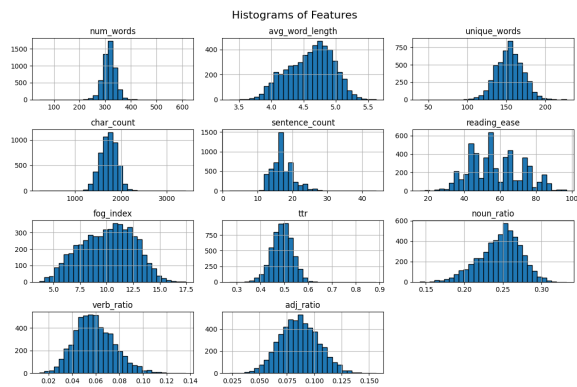 Histograms of Features
num_words
avg_word_length
unique_words
1500
1000
500
0
100 200 300 400 500 600
400
200
0
3.5 4.0 4.5 5.0 5.5
750
500
250
0
50 100 150 200
char_count
sentence_count
reading_ease
1000
500
0
1000 2000 3000
1500
1000
500
0
0 10 20 30 40
600
400
200
0
20 40 60 80 100
fog_index
ttr
noun_ratio
300
200
100
0
5.0 7.5 10.0 12.5 15.0 17.5
750
500
250
0
0.3 0.4 0.5 0.6 0.7 0.8 0.9
600
400
200
0
0.15 0.20 0.25 0.30
verb_ratio
adj_ratio
400
200
0
0.02 0.04 0.06 0.08 0.10 0.12 0.14
400
200
0
0.025 0.050 0.075 0.100 0.125 0.150